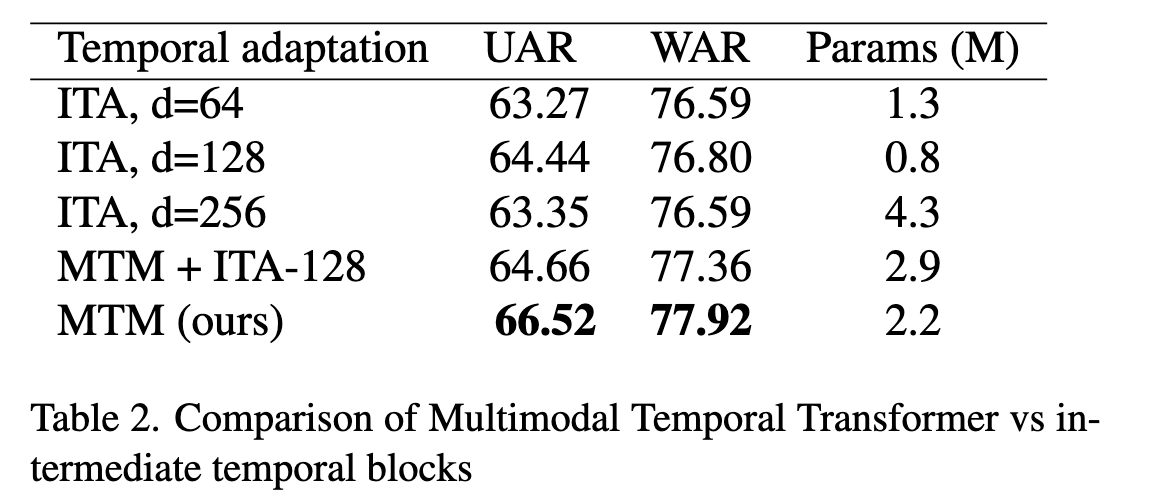 Temporal adaptation UAR WAR Params (M)
ITA, d=64 63.27 76.59 1.3
ITA, d=128 64.44 76.80 0.8
ITA, d=256 63.35 76.59 4.3
MTM + ITA-128 64.66 77.36 2.9
MTM (ours) 66.52 77.92 2.2
Table 2. Comparison of Multimodal Temporal Transformer vs in-
termediate temporal blocks